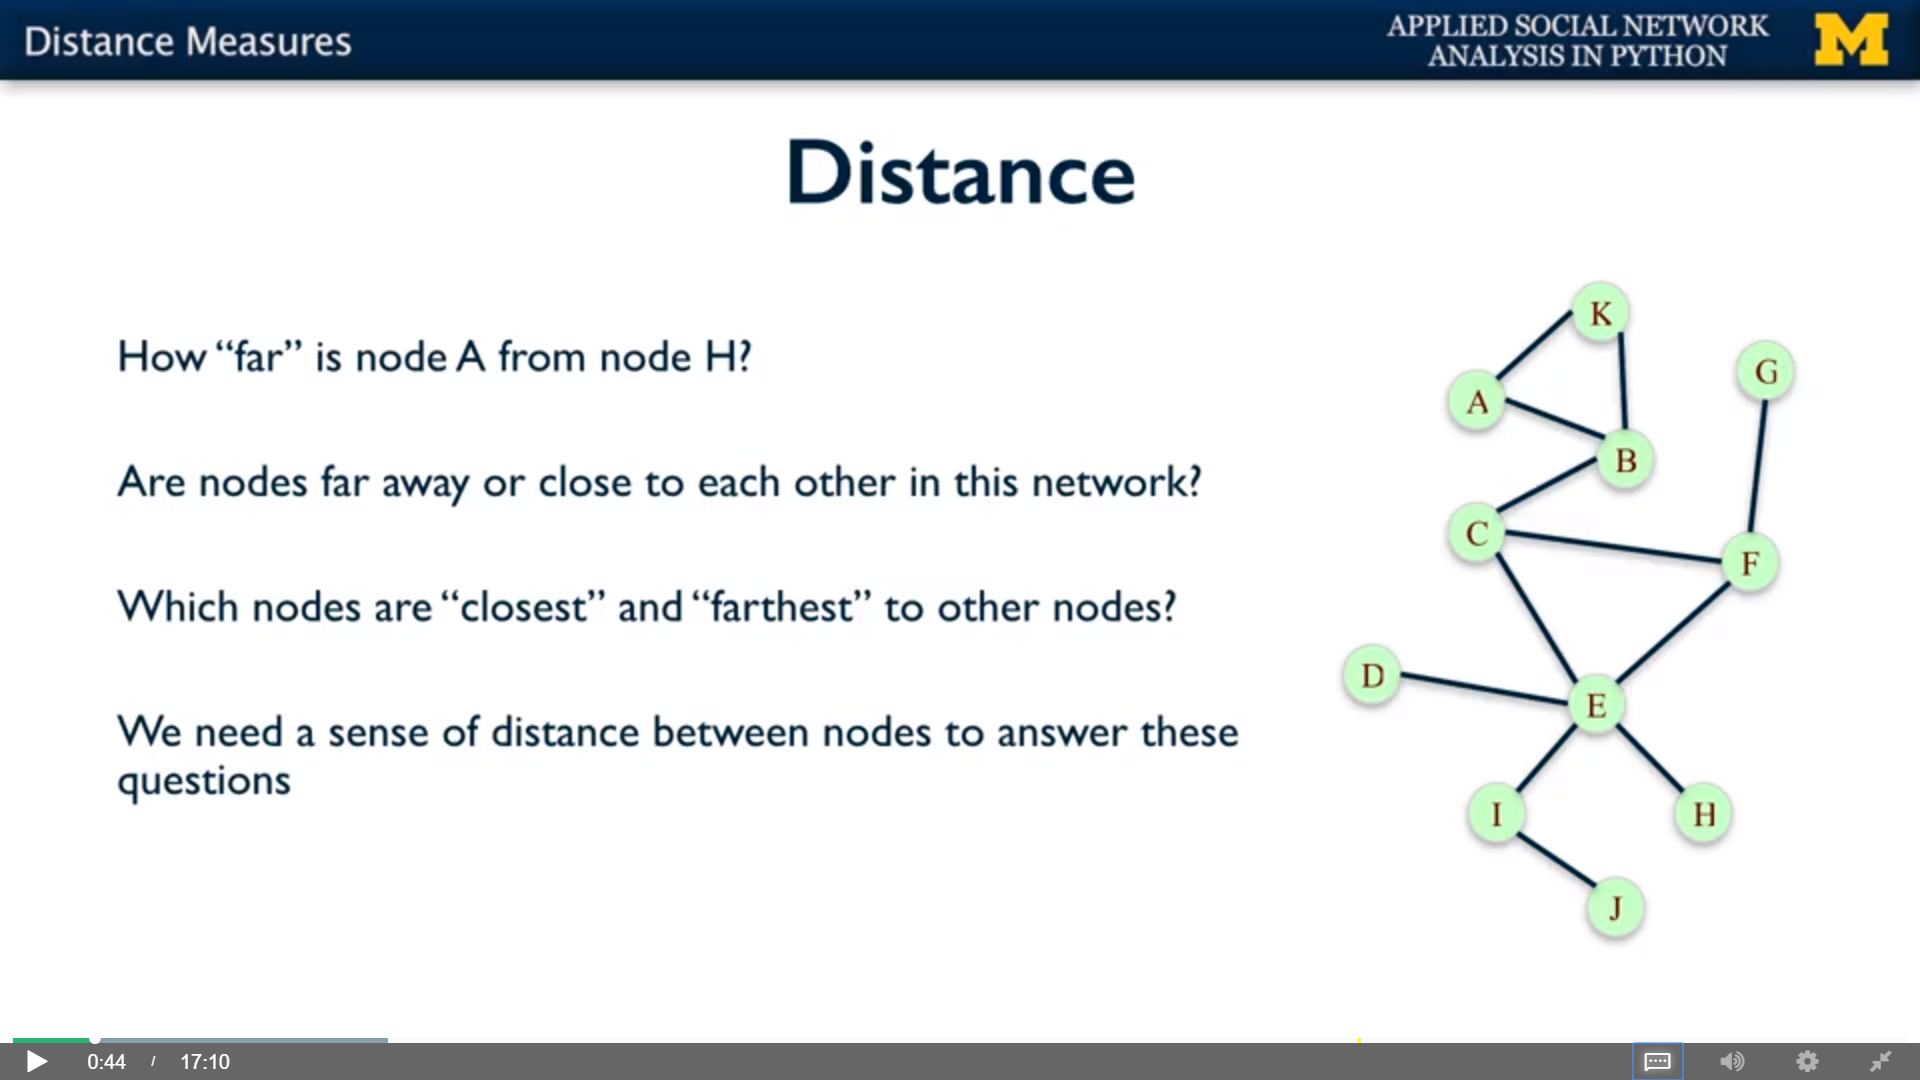 Distance Measures
APPLIED SOCIAL NETWORK
ANALYSIS IN PYTHON
M
Distance
How “far” is node A from node H?
Are nodes far away or close to each other in this network?
Which nodes are “closest” and “farthest” to other nodes?
We need a sense of distance between nodes to answer these
questions
K
G
A
B
C
F
D
E
I
H
J
0:44 / 17:10